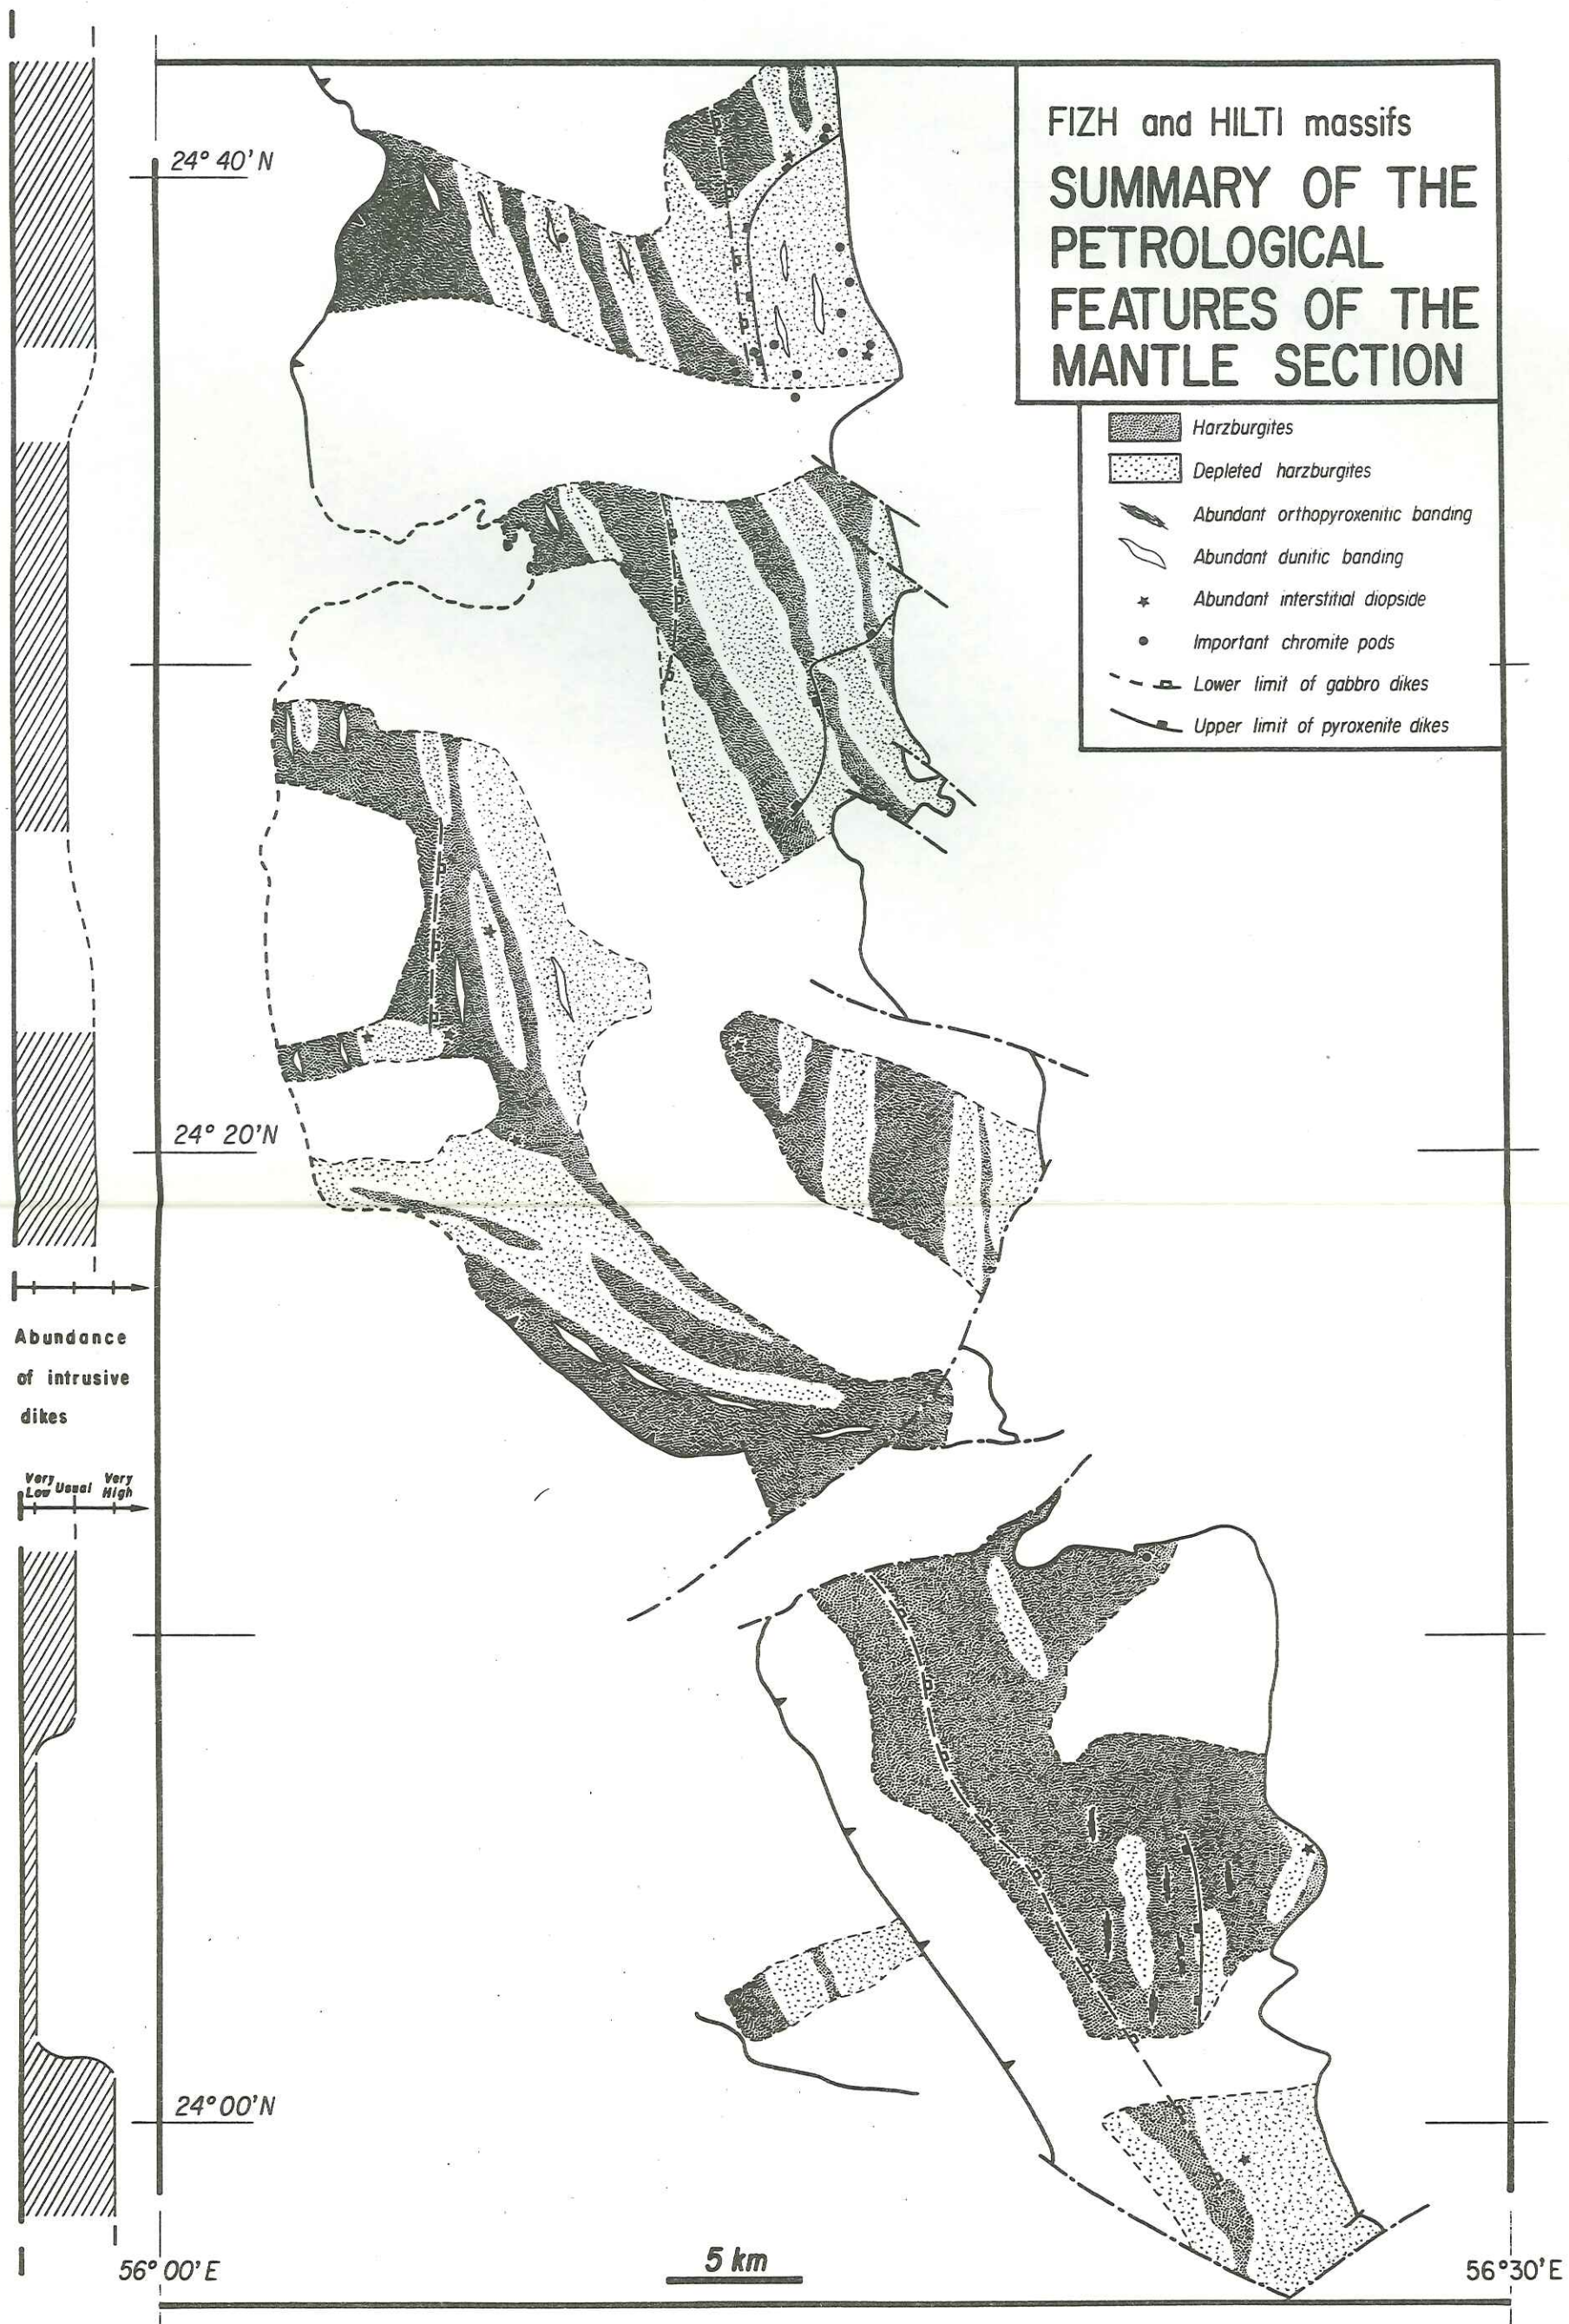 FIZH and HILTI massifs
SUMMARY OF THE
PETROLOGICAL
FEATURES OF THE
MANTLE SECTION
Harzburgites
Depleted harzburgites
Abundant orthopyroxenitic banding
Abundant dunitic banding
Abundant interstitial diopside
Important chromite pods
Lower limit of gabbro dikes
Upper limit of pyroxenite dikes
24° 40' N
24° 20'N
Abundance
of intrusive
dikes
Very Low Usual Very High
24° 00'N
56° 00' E
5 km
56°30'E